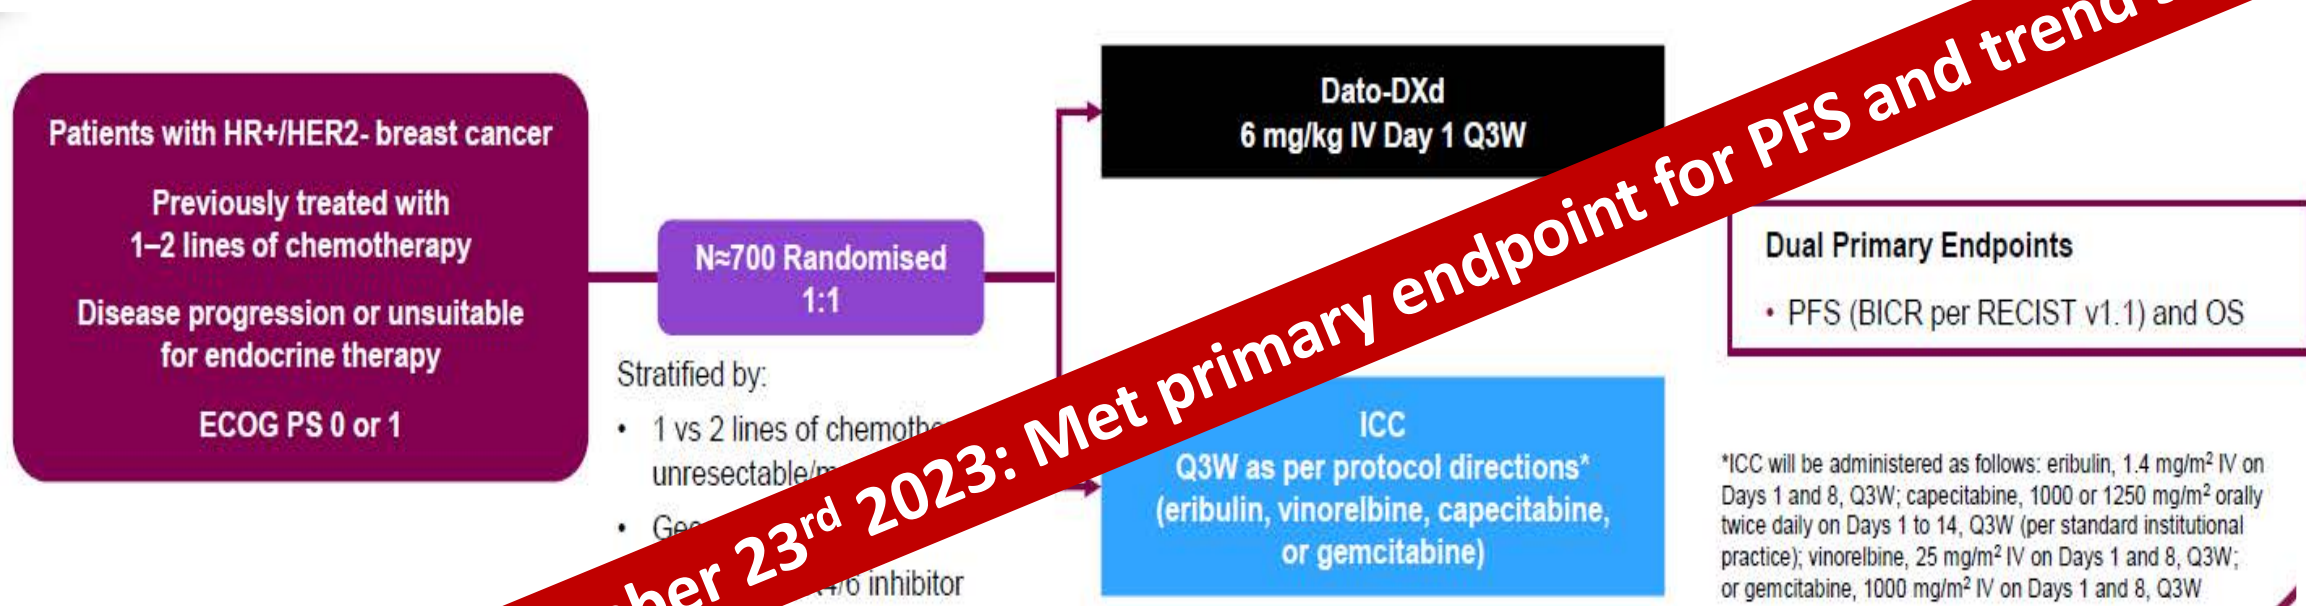 Patients with HR+/HER2- breast cancer
Previously treated with
1–2 lines of chemotherapy
Disease progression or unsuitable
for endocrine therapy
ECOG PS 0 or 1
N≈700 Randomised
1:1
Stratified by:
• 1 vs 2 lines of
• 
inhibitor
Dato-DXd
6 mg/kg IV Day 1 Q3W
ICC
Q3W as per protocol directions*
(eribulin, vinorelbine, capecitabine,
or gemcitabine)
23rd 2023: Met primary endpoint for PFS and trend
Dual Primary Endpoints
• PFS (BICR per RECIST v1.1) and OS
*ICC will be administered as follows: eribulin, 1.4 mg/m² IV on
Days 1 and 8, Q3W; capecitabine, 1000 or 1250 mg/m² orally
twice daily on Days 1 to 14, Q3W (per standard institutional
practice); vinorelbine, 25 mg/m² IV on Days 1 and 8, Q3W;
or gemcitabine, 1000 mg/m² IV on Days 1 and 8, Q3W